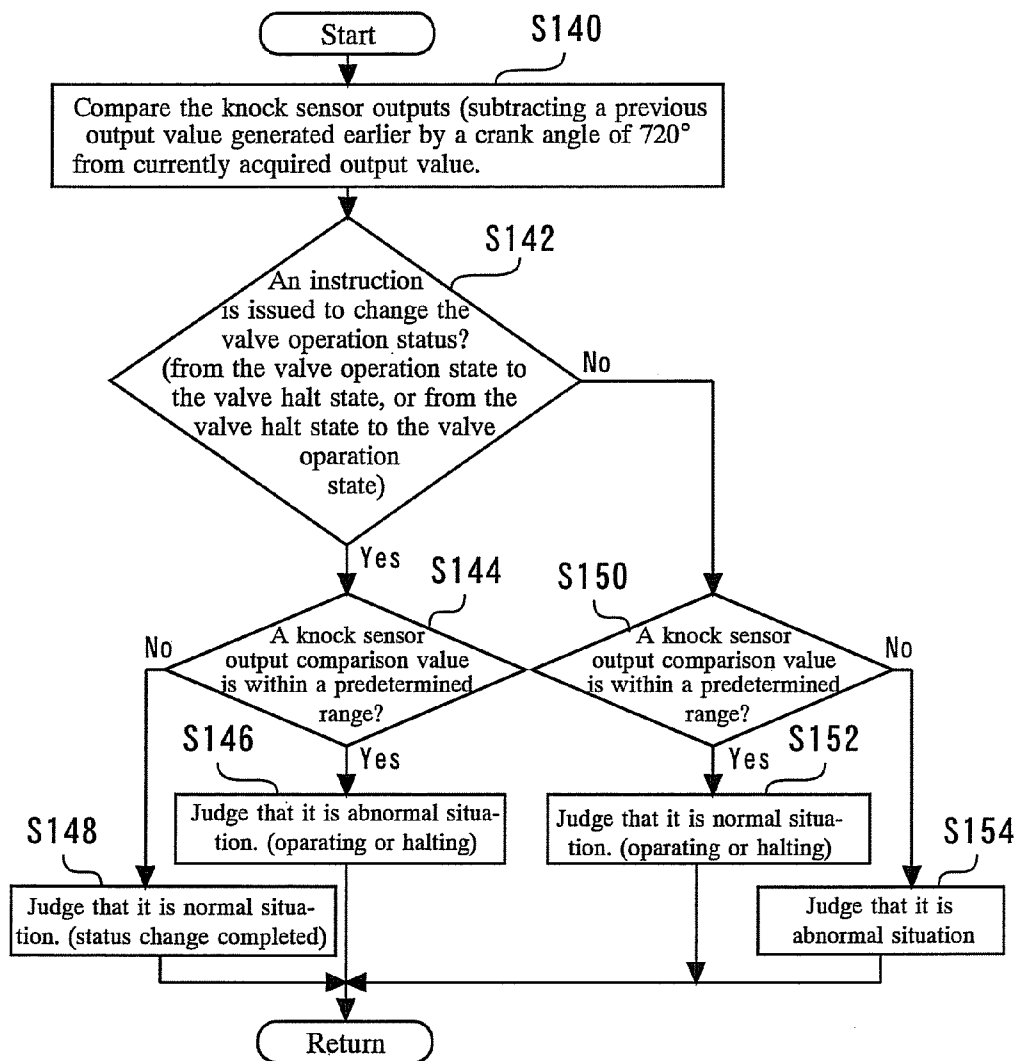 Start
S140
Compare the knock sensor outputs (subtracting a previous
output value generated earlier by a crank angle of 720°
from currently acquired output value.
S142
An instruction
is issued to change the
valve operation status?
(from the valve operation state to
the valve halt state, or from the
valve halt state to the valve
oparation
state)
No
Yes
S144
A knock sensor
output comparison value
is within a predetermined
range?
No
Yes
S150
A knock sensor
output comparison value
is within a predetermined
range?
No
Yes
S146
Judge that it is abnormal situa-
tion. (oparating or halting)
S152
Judge that it is normal situa-
tion. (oparating or halting)
S148
Judge that it is normal situa-
tion. (status change completed)
S154
Judge that it is
abnormal situation
Return